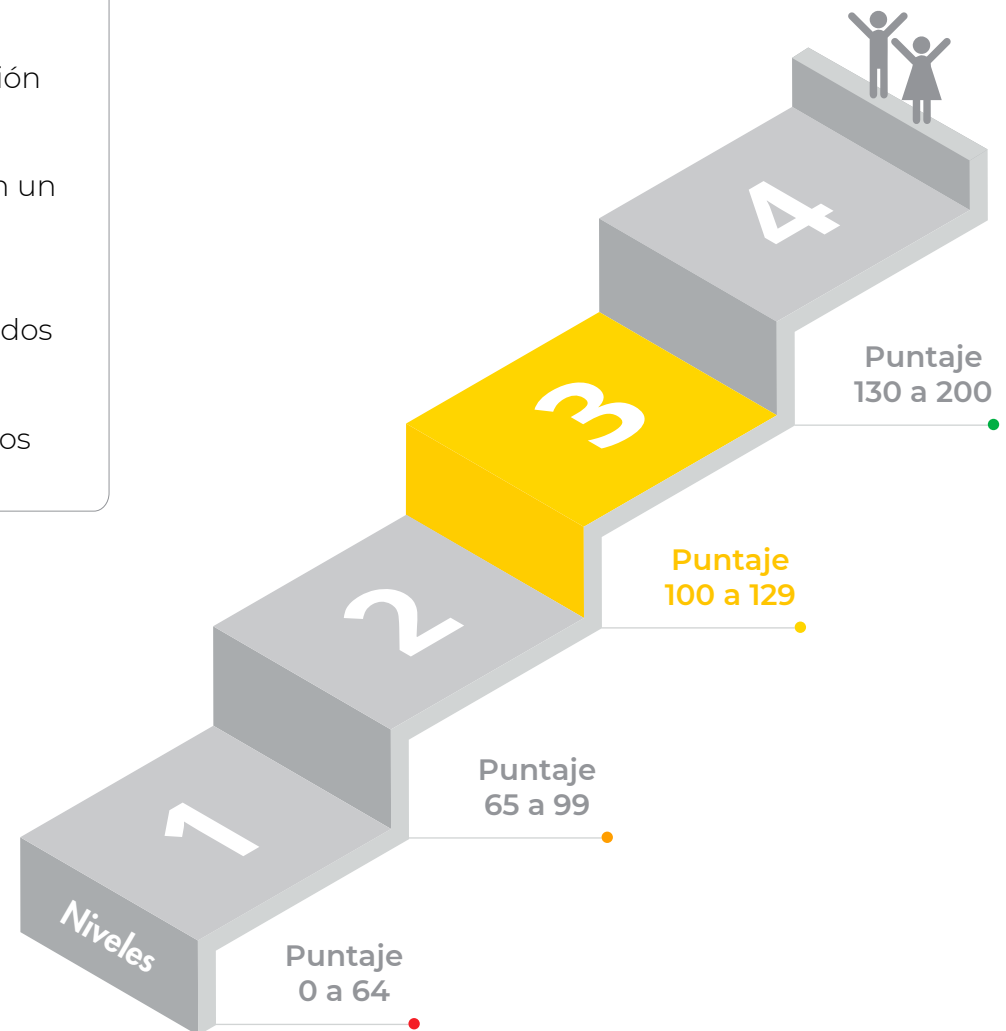 ión
n un
dos
os
4
Puntaje
130 a 200
3
Puntaje
100 a 129
2
Puntaje
65 a 99
1
Niveles
Puntaje
0 a 64